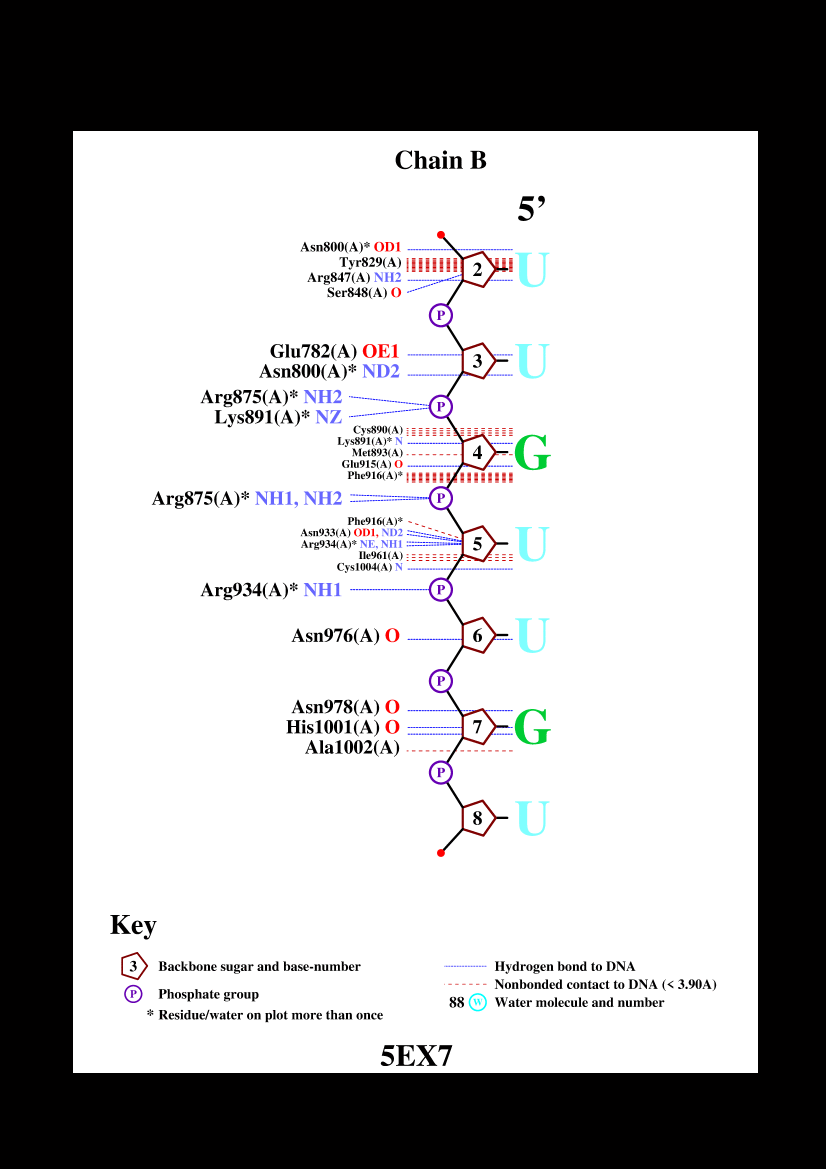 Chain B
5’
Asn800(A)* OD1
Tyr829(A)
Arg847(A) NH2
Ser848(A) O
2 U
P
Glu782(A) OE1
Asn800(A)* ND2
3 U
Arg875(A)* NH2
Lys891(A)* NZ
P
Cys890(A)
Lys891(A)* N
Met893(A)
Glu915(A) O
Phe916(A)*
4 G
Arg875(A)* NH1, NH2
P
Phe916(A)*
Asn933(A) OD1, ND2
Arg934(A)* NE, NH1
Ile961(A)
Cys1004(A) N
5 U
Arg934(A)* NH1
P
Asn976(A) O
6 U
P
Asn978(A) O
His1001(A) O
Ala1002(A)
7 G
P
8 U
Key
3 Backbone sugar and base-number
P Phosphate group
* Residue/water on plot more than once
Hydrogen bond to DNA
Nonbonded contact to DNA (< 3.90A)
88 W Water molecule and number
5EX7